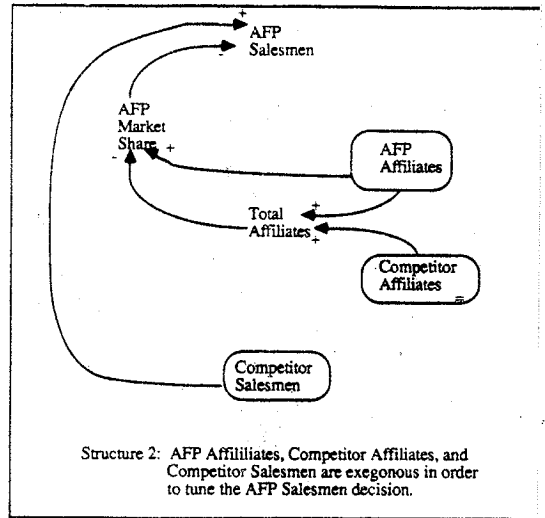 +
AFP
Salesmen
-
AFP
Market
Share
-
+
AFP
Affiliates
+
Total
Affiliates
+
Competitor
Affiliates
=
Competitor
Salesmen
Structure 2: AFP Affililiates, Competitor Affiliates, and
Competitor Salesmen are exegonous in order
to tune the AFP Salesmen decision.